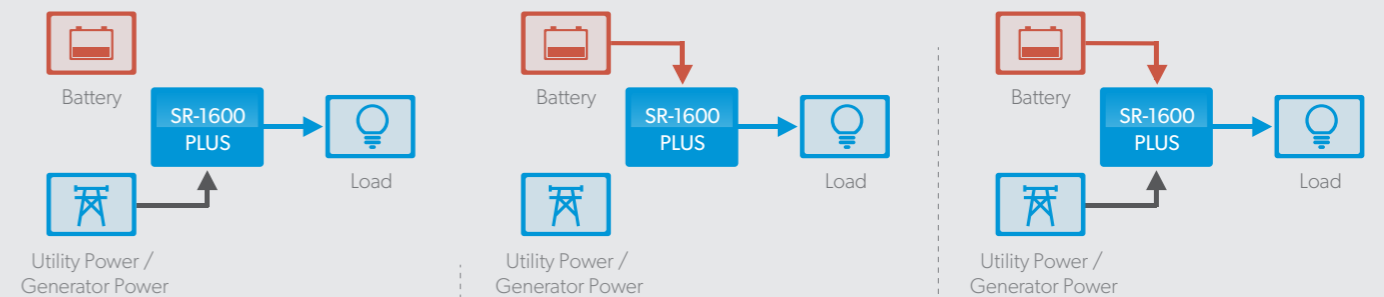 Battery
SR-1600
PLUS
Load
Utility Power /
Generator Power
Battery
SR-1600
PLUS
Load
Utility Power /
Generator Power
Battery
SR-1600
PLUS
Load
Utility Power /
Generator Power